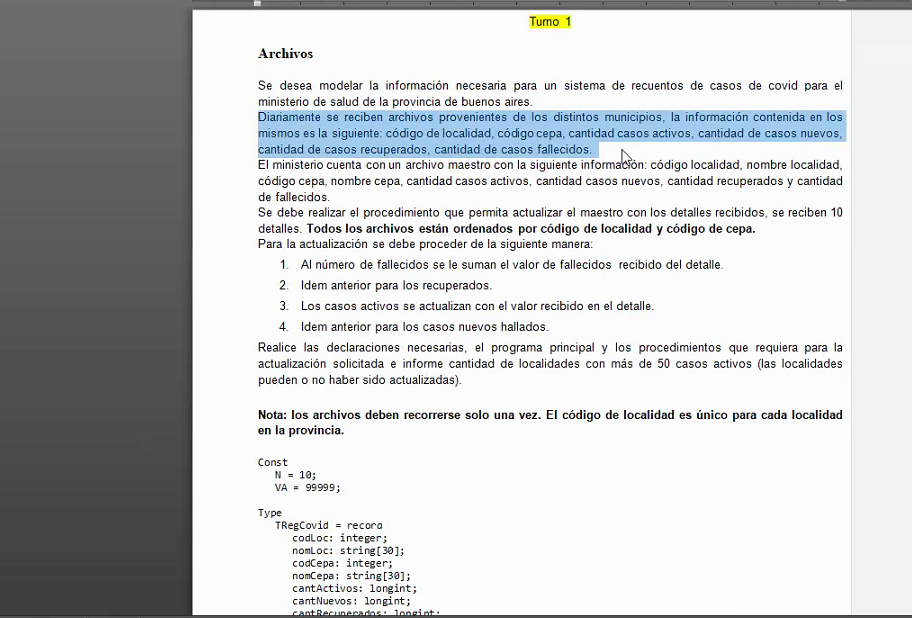 Turno 1
Archivos
Se desea modelar la información necesaria para un sistema de recuentos de casos de covid para el
ministerio de salud de la provincia de buenos aires.
Diariamente se reciben archivos provenientes de los distintos municipios, la información contenida en los
mismos es la siguiente: código de localidad, código cepa, cantidad casos activos, cantidad de casos nuevos,
cantidad de casos recuperados, cantidad de casos fallecidos.
El ministerio cuenta con un archivo maestro con la siguiente información: código localidad, nombre localidad,
código cepa, nombre cepa, cantidad casos activos, cantidad casos nuevos, cantidad recuperados y cantidad
de fallecidos.
Se debe realizar el procedimiento que permita actualizar el maestro con los detalles recibidos, se reciben 10
detalles. Todos los archivos están ordenados por código de localidad y código de cepa.
Para la actualización se debe proceder de la siguiente manera:
1. Al número de fallecidos se le suman el valor de fallecidos recibido del detalle.
2. Idem anterior para los recuperados.
3. Los casos activos se actualizan con el valor recibido en el detalle.
4. Idem anterior para los casos nuevos hallados.
Realice las declaraciones necesarias, el programa principal y los procedimientos que requiera para la
actualización solicitada e informe cantidad de localidades con más de 50 casos activos (las localidades
pueden o no haber sido actualizadas).
Nota: los archivos deben recorrerse solo una vez. El código de localidad es único para cada localidad
en la provincia.
Const
N = 10;
VA = 99999;
Type
TRegCovid = record
codLoc: integer;
nomLoc: string[30];
codCepa: integer;
nomCepa: string[30];
cantActivos: longint;
cantNuevos: longint;
cantRecuperados: longint;